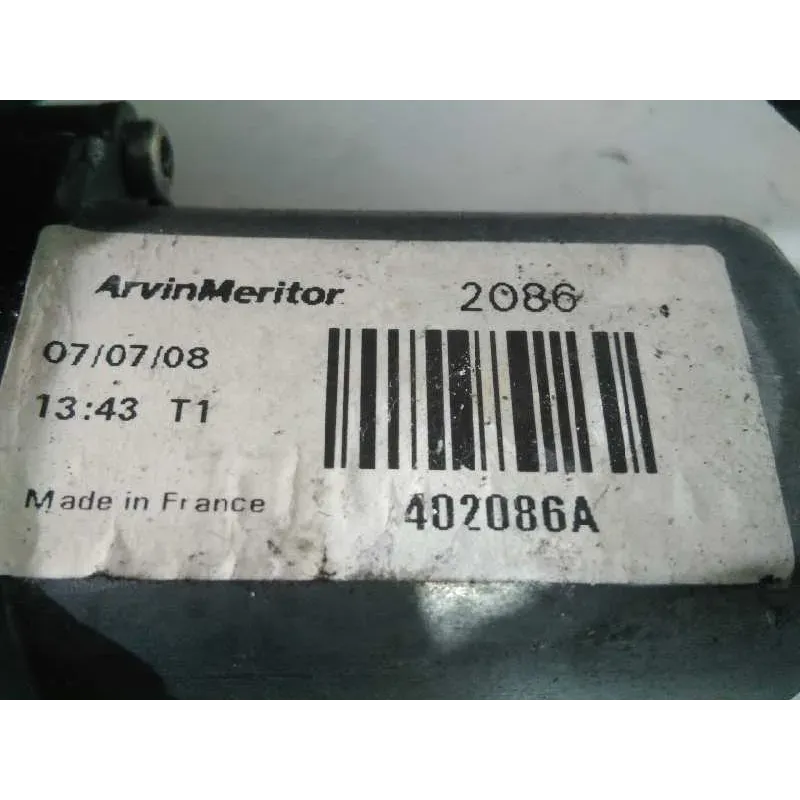 ArvinMeritor 2086
07/07/08
13:43 T1
Made in France
402086A